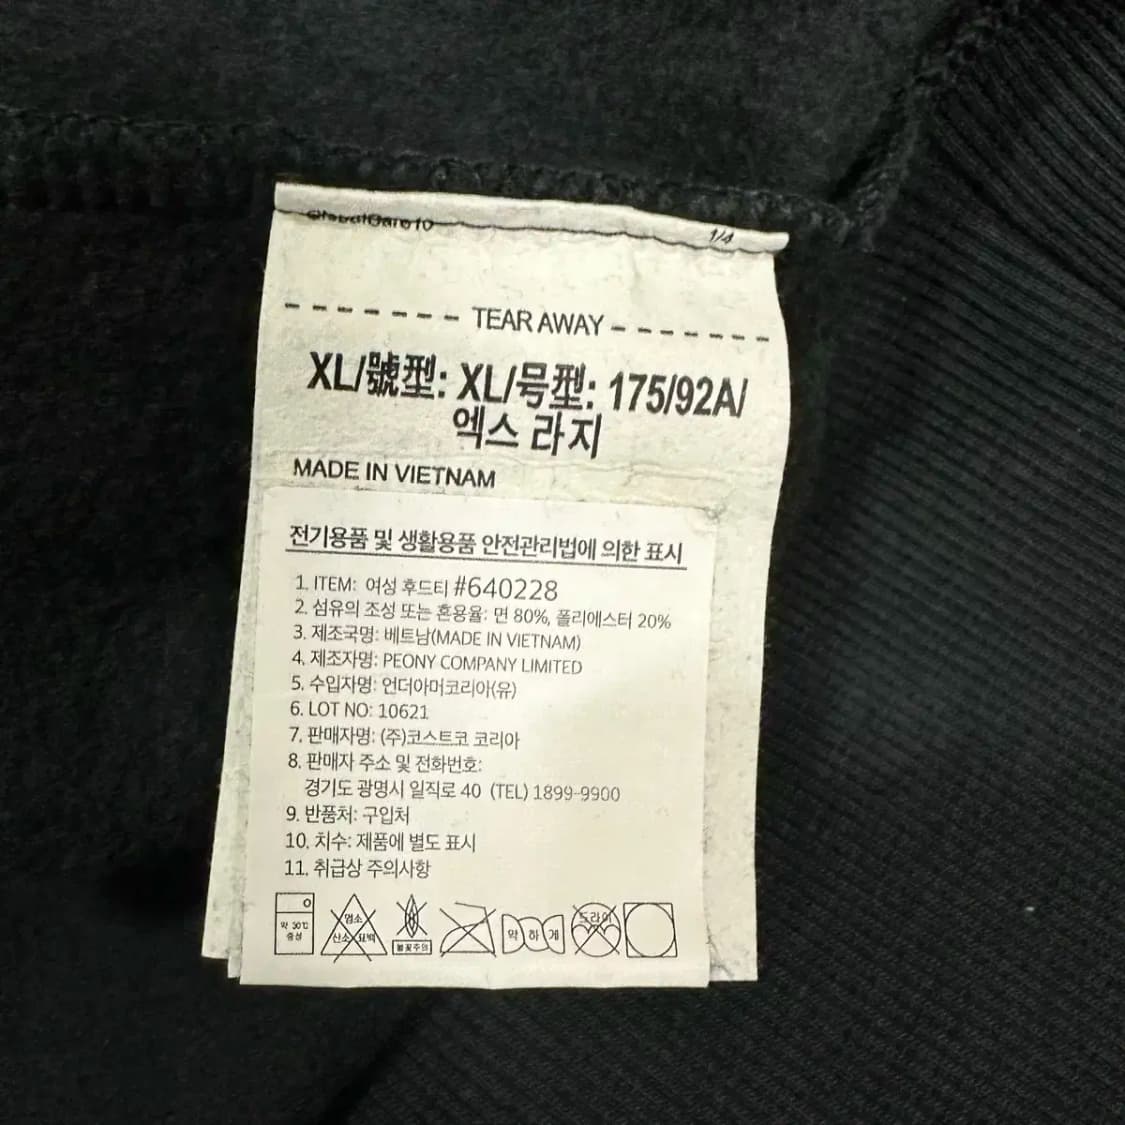 1/4
TEAR AWAY
XL/號型: XL/号型: 175/92A/
엑스 라지
MADE IN VIETNAM
전기용품 및 생활용품 안전관리법에 의한 표시
1. ITEM: 여성 후드티 #640228
2. 섬유의 조성 또는 혼용율: 면 80%, 폴리에스터 20%
3. 제조국명: 베트남(MADE IN VIETNAM)
4. 제조자명: PEONY COMPANY LIMITED
5. 수입자명: 언더아머코리아(유)
6. LOT NO: 10621
7. 판매자명: (주)코스트코 코리아
8. 판매자 주소 및 전화번호:
경기도 광명시 일직로 40 (TEL) 1899-9900
9. 반품처: 구입처
10. 치수: 제품에 별도 표시
11. 취급상 주의사항
약 30℃
중성
염소
산소 표백
불꽃주의
약 하 게
드라이